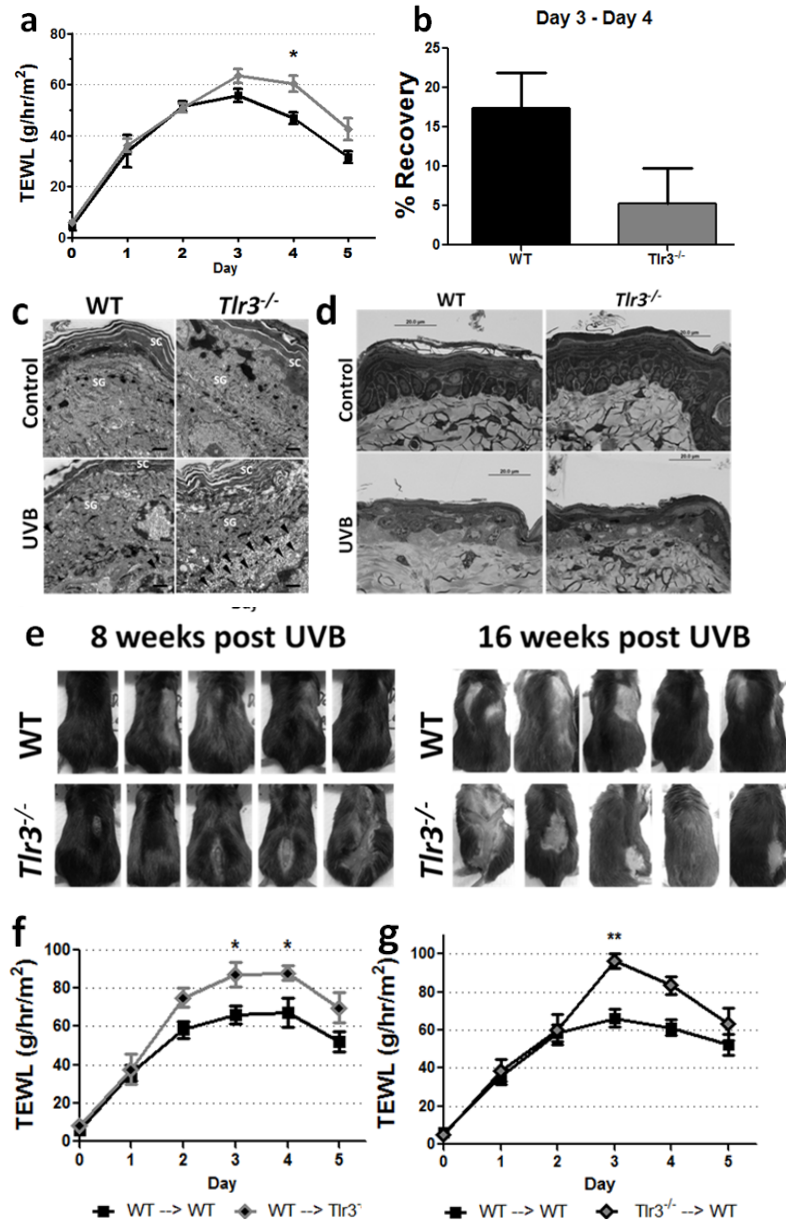 a
TEWL (g/hr/m²)
80
60
40
20
0
*
0 1 2 3 4 5
Day
b
Day 3 - Day 4
% Recovery
25
20
15
10
5
0
WT Tlr3⁻/⁻
c
WT Tlr3⁻/⁻
Control
UVB
SC
SG
SC
SG
SC
SG
SC
SG
d
WT Tlr3⁻/⁻
Control
UVB
20.0 µm
20.0 µm
20.0 µm
20.0 µm
e
8 weeks post UVB
16 weeks post UVB
WT
Tlr3⁻/⁻
WT
Tlr3⁻/⁻
f
TEWL (g/hr/m²)
100
80
60
40
20
0
* *
0 1 2 3 4 5
Day
WT --> WT WT --> Tlr3⁻
g
TEWL (g/hr/m²)
100
80
60
40
20
0
**
0 1 2 3 4 5
Day
WT --> WT Tlr3⁻/⁻ --> WT